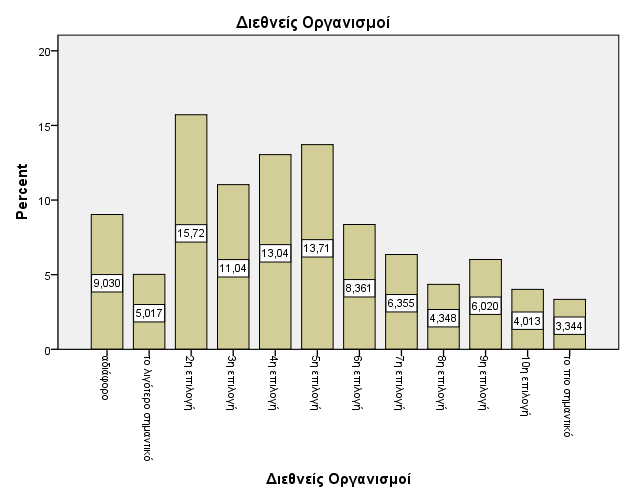 Διεθνείς Οργανισμοί
Percent
20
15
10
5
0
9,030
5,017
15,72
11,04
13,04
13,71
8,361
6,355
4,348
6,020
4,013
3,344
αδιάφορο
το λιγότερο σημαντικό
2η επιλογή
3η επιλογή
4η επιλογή
5η επιλογή
6η επιλογή
7η επιλογή
8η επιλογή
9η επιλογή
10η επιλογή
το πιο σημαντικό
Διεθνείς Οργανισμοί